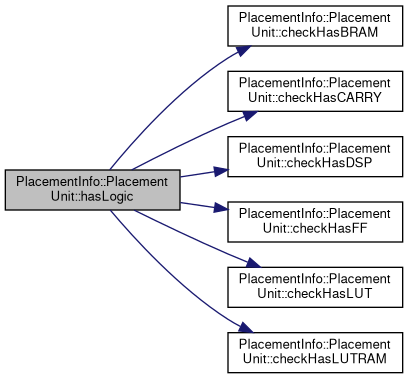 PlacementInfo::Placement
Unit::checkHasBRAM
PlacementInfo::Placement
Unit::checkHasCARRY
PlacementInfo::Placement
Unit::checkHasDSP
PlacementInfo::Placement
Unit::hasLogic
PlacementInfo::Placement
Unit::checkHasFF
PlacementInfo::Placement
Unit::checkHasLUT
PlacementInfo::Placement
Unit::checkHasLUTRAM